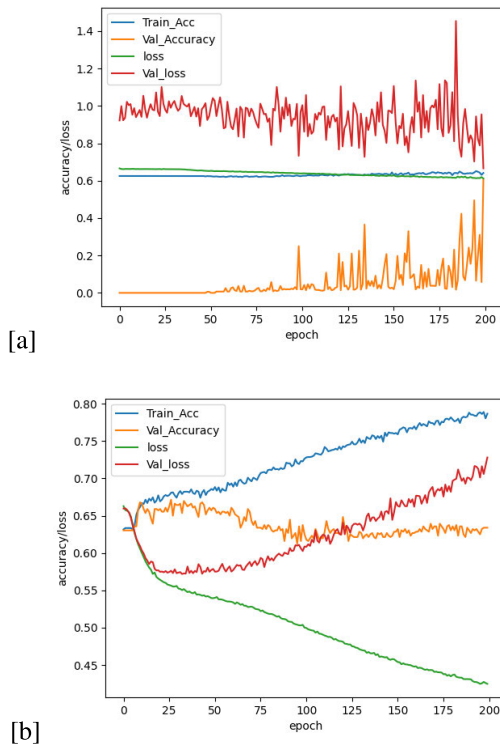 1.4
1.2
1.0
0.8
0.6
0.4
0.2
0.0
accuracy/loss
Train_Acc
Val_Accuracy
loss
Val_loss
0 25 50 75 100 125 150 175 200
epoch
[a]
0.80
0.75
0.70
0.65
0.60
0.55
0.50
0.45
accuracy/loss
Train_Acc
Val_Accuracy
loss
Val_loss
0 25 50 75 100 125 150 175 200
epoch
[b]